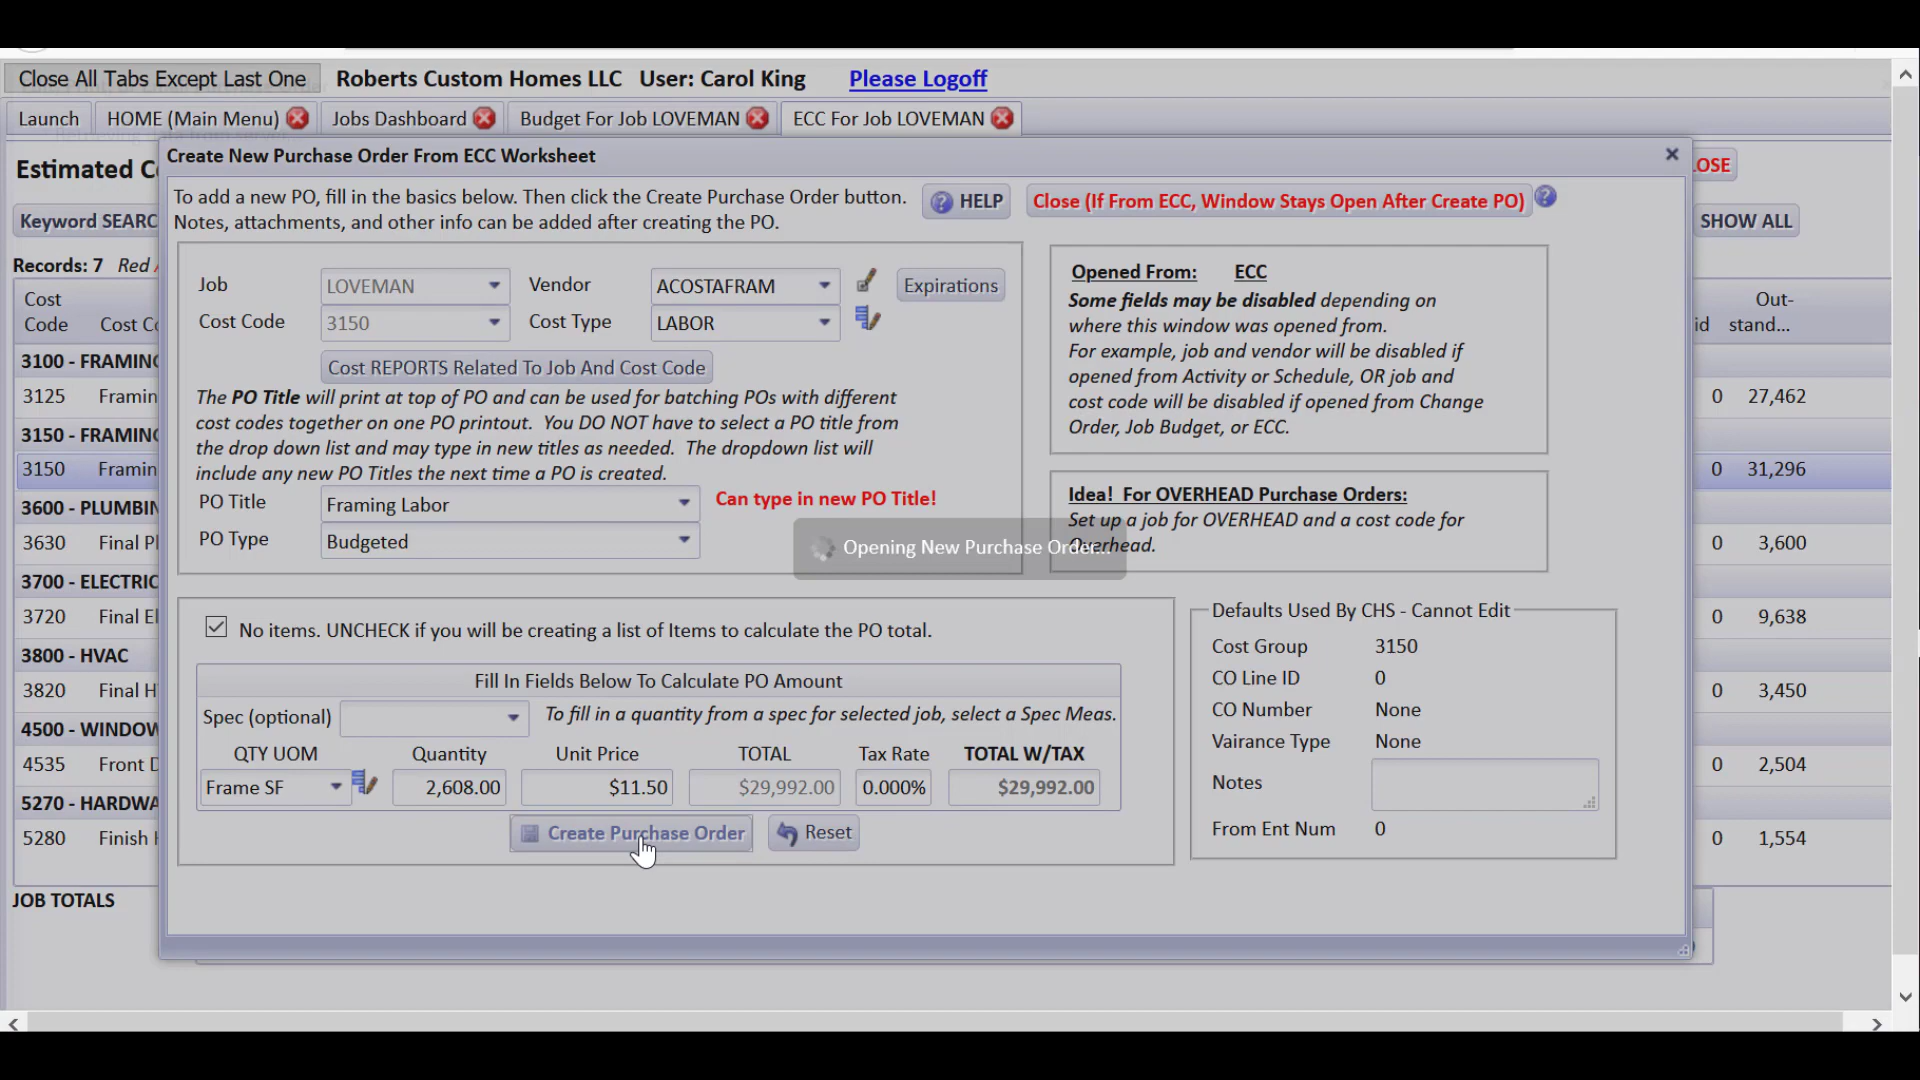 Close All Tabs Except Last One Roberts Custom Homes LLC User: Carol King Please Logoff
Launch HOME (Main Menu) Jobs Dashboard Budget For Job LOVEMAN ECC For Job LOVEMAN
Create New Purchase Order From ECC Worksheet
Estimated C
To add a new PO, fill in the basics below. Then click the Create Purchase Order button.
Notes, attachments, and other info can be added after creating the PO.
HELP
Close (If From ECC, Window Stays Open After Create PO)
OSE
Keyword SEARC
SHOW ALL
Records: 7 Red
Cost
Code
Cost Co
id
Out-
stand...
Job LOVEMAN Vendor ACOSTAFRAM Expirations
Cost Code 3150 Cost Type LABOR
Cost REPORTS Related To Job And Cost Code
The PO Title will print at top of PO and can be used for batching POs with different
cost codes together on one PO printout. You DO NOT have to select a PO title from
the drop down list and may type in new titles as needed. The dropdown list will
include any new PO Titles the next time a PO is created.
PO Title Framing Labor Can type in new PO Title!
PO Type Budgeted
Opened From: ECC
Some fields may be disabled depending on
where this window was opened from.
For example, job and vendor will be disabled if
opened from Activity or Schedule, OR job and
cost code will be disabled if opened from Change
Order, Job Budget, or ECC.
Idea! For OVERHEAD Purchase Orders:
Set up a job for OVERHEAD and a cost code for
Overhead.
Opening New Purchase Order...
3100 - FRAMING
3125 Framin 0 27,462
3150 - FRAMING
3150 Framin 0 31,296
3600 - PLUMBIN
3630 Final Pl 0 3,600
3700 - ELECTRIC
3720 Final El 0 9,638
3800 - HVAC
3820 Final H 0 3,450
4500 - WINDOW
4535 Front D 0 2,504
5270 - HARDWA
5280 Finish H 0 1,554
JOB TOTALS
No items. UNCHECK if you will be creating a list of Items to calculate the PO total.
Fill In Fields Below To Calculate PO Amount
Spec (optional) To fill in a quantity from a spec for selected job, select a Spec Meas.
QTY UOM Quantity Unit Price TOTAL Tax Rate TOTAL W/TAX
Frame SF 2,608.00 $11.50 $29,992.00 0.000% $29,992.00
Create Purchase Order Reset
Defaults Used By CHS - Cannot Edit
Cost Group 3150
CO Line ID 0
CO Number None
Vairance Type None
Notes
From Ent Num 0